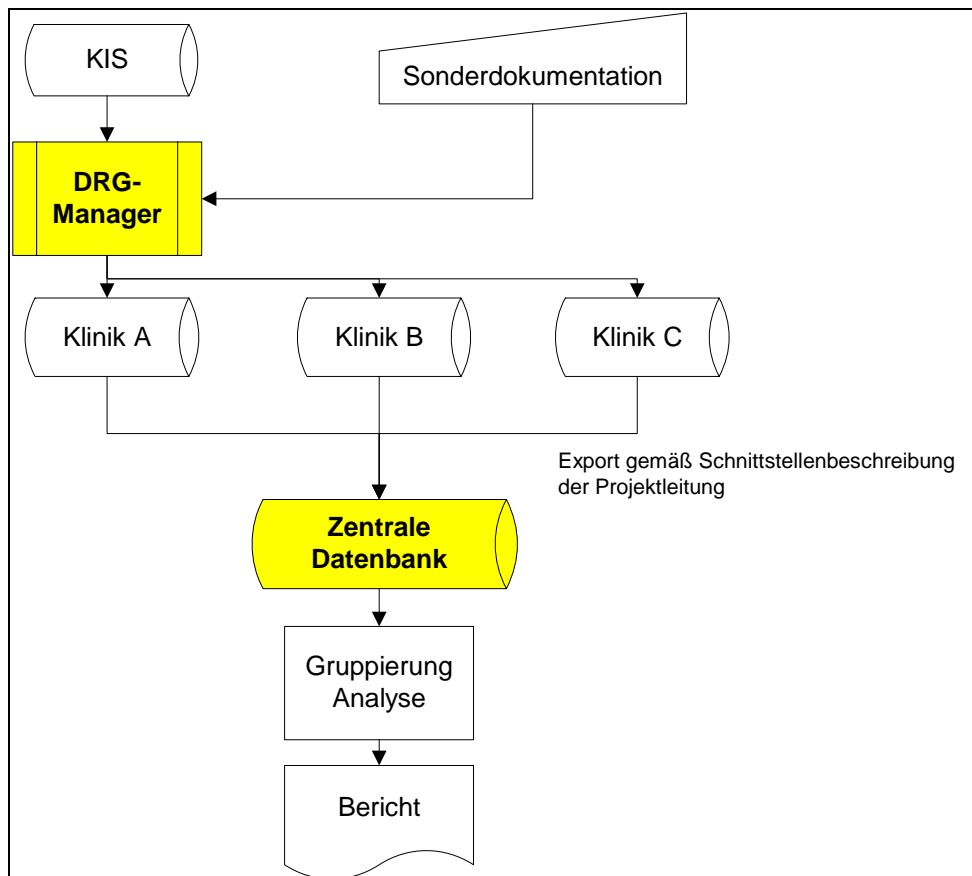 KIS
Sonderdokumentation
DRG-
Manager
Klinik A
Klinik B
Klinik C
Export gemäß Schnittstellenbeschreibung
der Projektleitung
Zentrale
Datenbank
Gruppierung
Analyse
Bericht